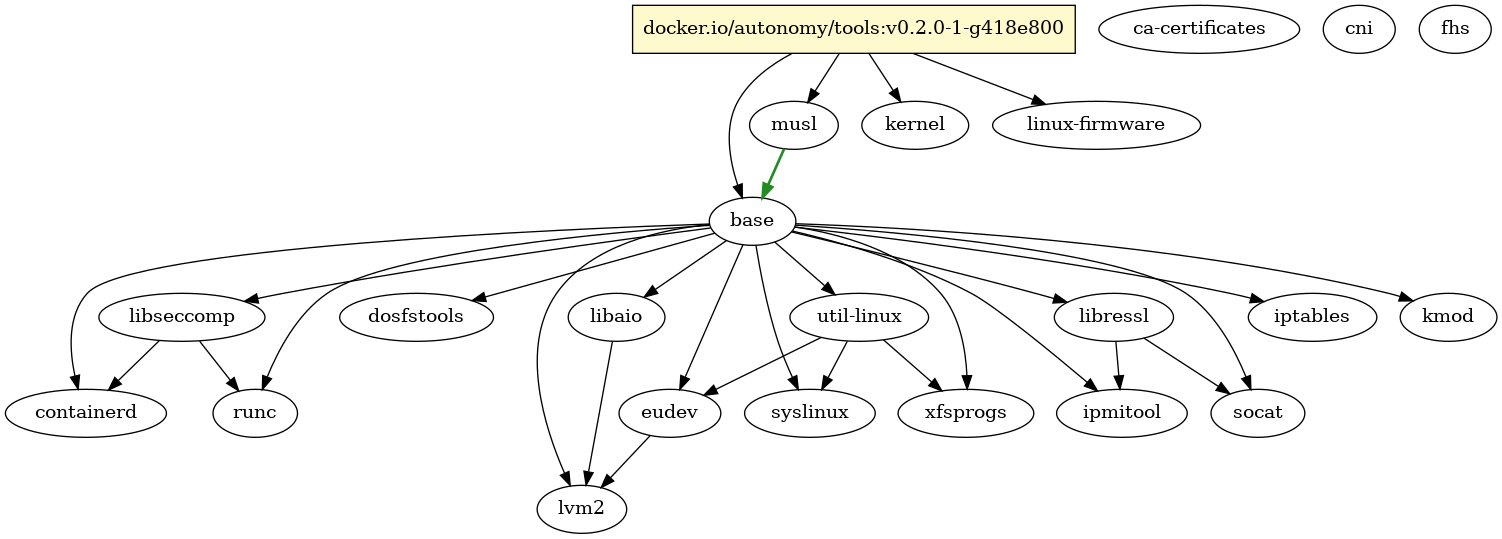 docker.io/autonomy/tools:v0.2.0-1-g418e800
ca-certificates
cni
fhs
musl
kernel
linux-firmware
base
libseccomp
dosfstools
libaio
util-linux
libressl
iptables
kmod
containerd
runc
eudev
syslinux
xfsprogs
ipmitool
socat
lvm2